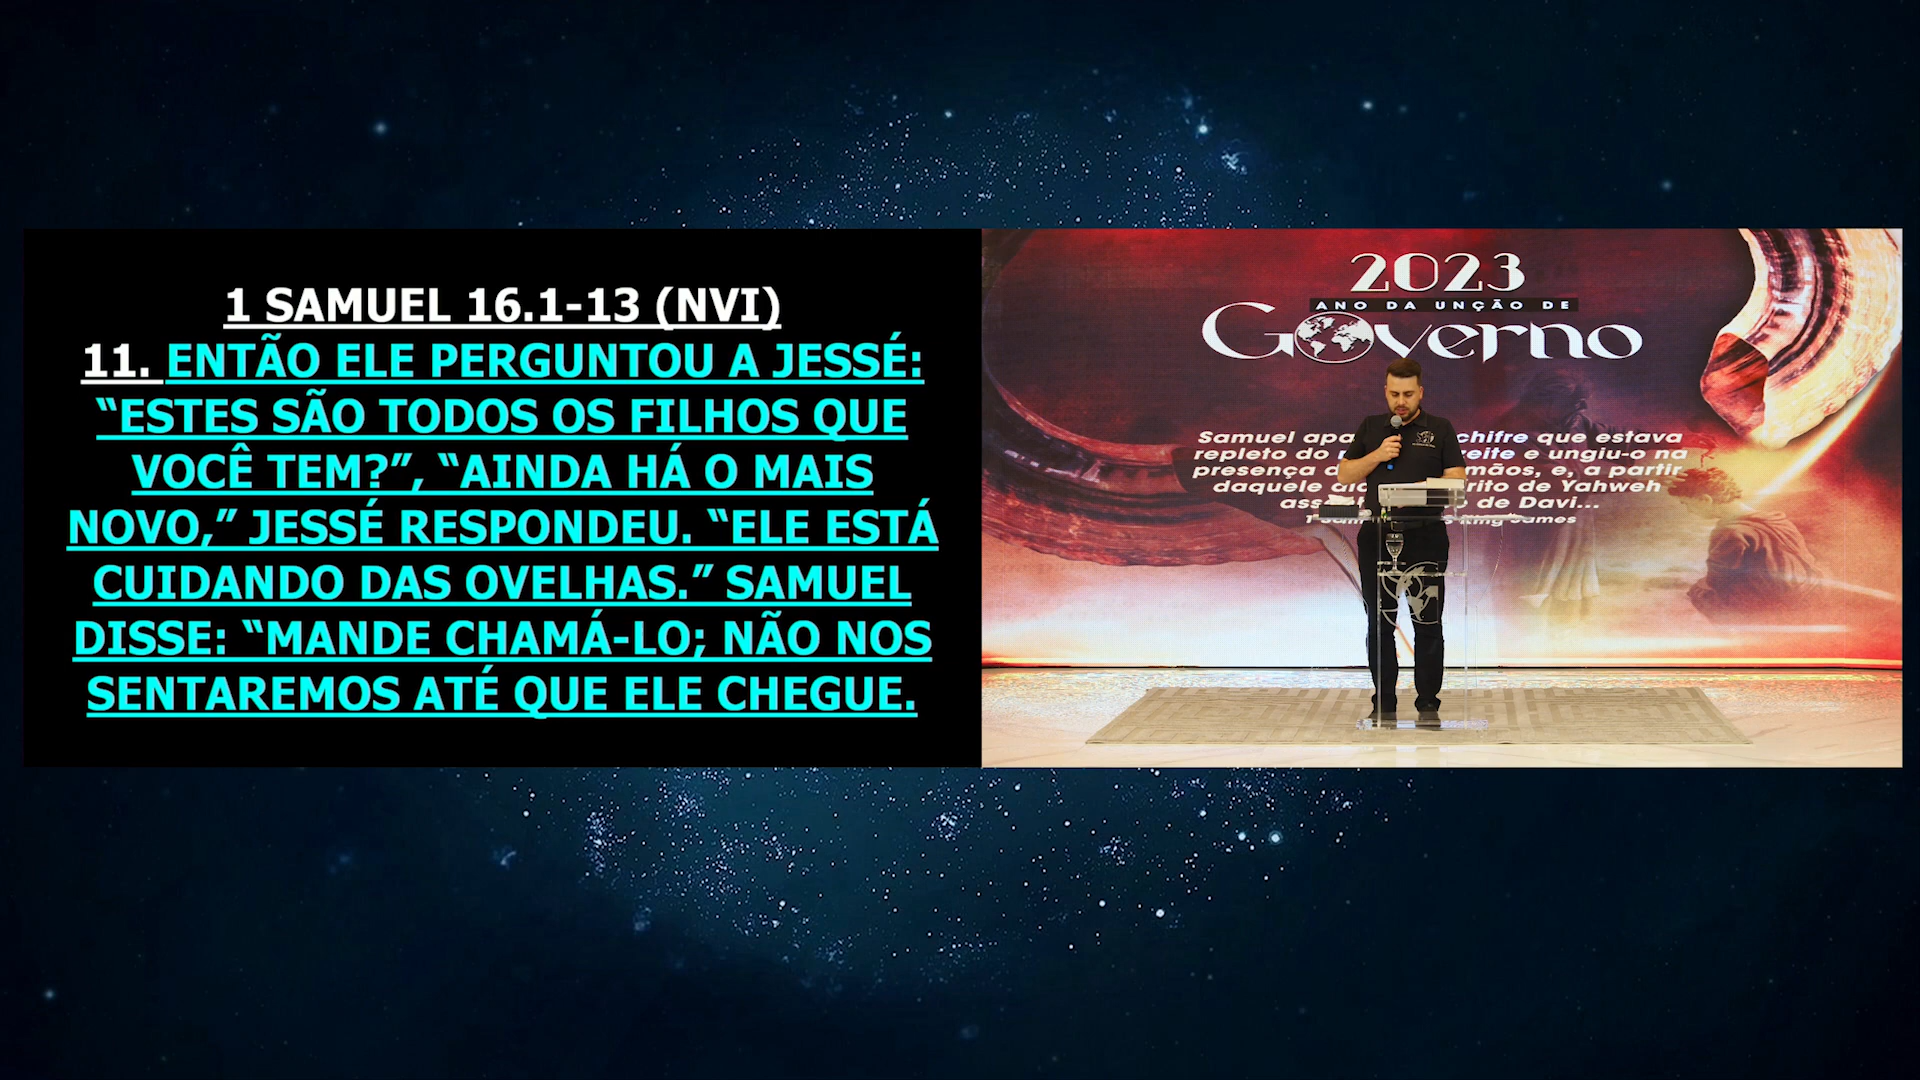 1 SAMUEL 16.1-13 (NVI)
11. ENTÃO ELE PERGUNTOU A JESSÉ:
“ESTES SÃO TODOS OS FILHOS QUE
VOCÊ TEM?”, “AINDA HÁ O MAIS
NOVO,” JESSÉ RESPONDEU. “ELE ESTÁ
CUIDANDO DAS OVELHAS.” SAMUEL
DISSE: “MANDE CHAMÁ-LO; NÃO NOS
SENTAREMOS ATÉ QUE ELE CHEGUE.
2023
ANO DA UNÇÃO DE
Governo
Samuel chifre que estava
repleto do e ungiu-o na
presença e, a partir
daquele de Yahweh
de Davi...
King James